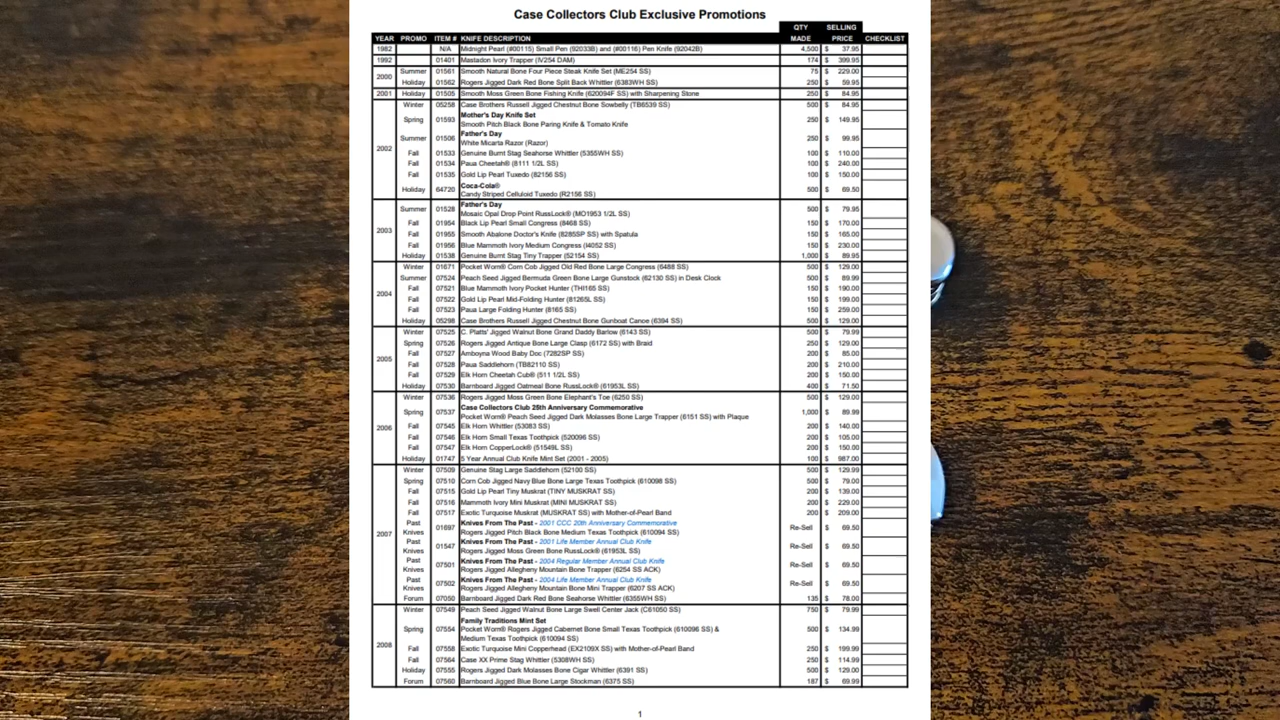 Case Collectors Club Exclusive Promotions
QTY SELLING
YEAR PROMO ITEM # KNIFE DESCRIPTION MADE PRICE CHECKLIST
1982 N/A Midnight Pearl (#00115) Small Pen (92033B) and (#00116) Pen Knife (92042B) 4,500 $ 37.95
1992 01401 Mastadon Ivory Trapper (IV254 DAM) 174 $ 399.95
2000 Summer 01561 Smooth Natural Bone Four Piece Steak Knife Set (ME254 SS) 75 $ 229.00
Holiday 01562 Rogers Jigged Dark Red Bone Split Back Whittler (6383WH SS) 250 $ 59.95
2001 Holiday 01505 Smooth Moss Green Bone Fishing Knife (620094F SS) with Sharpening Stone 250 $ 84.95
2002 Winter 05258 Case Brothers Russell Jigged Chestnut Bone Sowbelly (TB6539 SS) 500 $ 84.95
Spring 01593 Mother's Day Knife Set 250 $ 149.95
Smooth Pitch Black Bone Paring Knife & Tomato Knife
Summer 01506 Father's Day 250 $ 99.95
White Micarta Razor (Razor)
Fall 01533 Genuine Burnt Stag Seahorse Whittler (5355WH SS) 100 $ 110.00
Fall 01534 Paua Cheetah® (8111 1/2L SS) 100 $ 240.00
Fall 01535 Gold Lip Pearl Tuxedo (82156 SS) 100 $ 150.00
Holiday 64720 Coca-Cola® 500 $ 69.50
Candy Striped Celluloid Tuxedo (R2156 SS)
2003 Summer 01528 Father's Day 500 $ 79.95
Mosaic Opal Drop Point RussLock® (MO1953 1/2L SS)
Fall 01954 Black Lip Pearl Small Congress (8468 SS) 150 $ 170.00
Fall 01955 Smooth Abalone Doctor's Knife (8285SP SS) with Spatula 150 $ 165.00
Fall 01956 Blue Mammoth Ivory Medium Congress (I4052 SS) 150 $ 230.00
Holiday 01538 Genuine Burnt Stag Tiny Trapper (52154 SS) 1,000 $ 89.95
2004 Winter 01671 Pocket Worn® Corn Cob Jigged Old Red Bone Large Congress (6488 SS) 500 $ 129.00
Summer 07524 Peach Seed Jigged Bermuda Green Bone Large Gunstock (62130 SS) in Desk Clock 500 $ 89.99
Fall 07521 Blue Mammoth Ivory Pocket Hunter (THI165 SS) 150 $ 190.00
Fall 07522 Gold Lip Pearl Mid-Folding Hunter (81265L SS) 150 $ 199.00
Fall 07523 Paua Large Folding Hunter (8165 SS) 150 $ 259.00
Holiday 05298 Case Brothers Russell Jigged Chestnut Bone Gunboat Canoe (6394 SS) 500 $ 129.00
2005 Winter 07525 C. Platts' Jigged Walnut Bone Grand Daddy Barlow (6143 SS) 500 $ 79.99
Spring 07526 Rogers Jigged Antique Bone Large Clasp (6172 SS) with Braid 250 $ 129.00
Fall 07527 Amboyna Wood Baby Doc (7282SP SS) 200 $ 85.00
Fall 07528 Paua Saddlehorn (TB82110 SS) 200 $ 210.00
Fall 07529 Elk Horn Cheetah Cub® (511 1/2L SS) 200 $ 150.00
Holiday 07530 Barnboard Jigged Oatmeal Bone RussLock® (61953L SS) 400 $ 71.50
2006 Winter 07536 Rogers Jigged Moss Green Bone Elephant's Toe (6250 SS) 500 $ 129.00
Spring 07537 Case Collectors Club 25th Anniversary Commemorative 1,000 $ 89.99
Pocket Worn® Peach Seed Jigged Dark Molasses Bone Large Trapper (6151 SS) with Plaque
Fall 07545 Elk Horn Whittler (53083 SS) 200 $ 140.00
Fall 07546 Elk Horn Small Texas Toothpick (520096 SS) 200 $ 105.00
Fall 07547 Elk Horn CopperLock® (51549L SS) 200 $ 150.00
Holiday 01747 5 Year Annual Club Knife Mint Set (2001 - 2005) 100 $ 987.00
2007 Winter 07509 Genuine Stag Large Saddlehorn (52100 SS) 500 $ 129.99
Spring 07510 Corn Cob Jigged Navy Blue Bone Large Texas Toothpick (610098 SS) 500 $ 79.00
Fall 07515 Gold Lip Pearl Tiny Muskrat (TINY MUSKRAT SS) 200 $ 139.00
Fall 07516 Mammoth Ivory Mini Muskrat (MINI MUSKRAT SS) 200 $ 229.00
Fall 07517 Exotic Turquoise Muskrat (MUSKRAT SS) with Mother-of-Pearl Band 200 $ 209.00
Past Knives 01697 Knives From The Past - 2001 CCC 20th Anniversary Commemorative Re-Sell $ 69.50
Rogers Jigged Pitch Black Bone Medium Texas Toothpick (610094 SS)
Past Knives 01547 Knives From The Past - 2001 Life Member Annual Club Knife Re-Sell $ 69.50
Rogers Jigged Moss Green Bone RussLock® (61953L SS)
Past Knives 07501 Knives From The Past - 2004 Regular Member Annual Club Knife Re-Sell $ 69.50
Rogers Jigged Allegheny Mountain Bone Trapper (6254 SS ACK)
Past Knives 07502 Knives From The Past - 2004 Life Member Annual Club Knife Re-Sell $ 69.50
Rogers Jigged Allegheny Mountain Bone Mini Trapper (6207 SS ACK)
Forum 07050 Barnboard Jigged Dark Red Bone Seahorse Whittler (6355WH SS) 135 $ 78.00
2008 Winter 07549 Peach Seed Jigged Walnut Bone Large Swell Center Jack (C61050 SS) 750 $ 79.99
Spring 07554 Family Traditions Mint Set 500 $ 134.99
Pocket Worn® Rogers Jigged Cabernet Bone Small Texas Toothpick (610096 SS) &
Medium Texas Toothpick (610094 SS)
Fall 07558 Exotic Turquoise Mini Copperhead (EX2109X SS) with Mother-of-Pearl Band 250 $ 199.99
Fall 07564 Case XX Prime Stag Whittler (5308WH SS) 250 $ 114.99
Holiday 07555 Rogers Jigged Dark Molasses Bone Cigar Whittler (6391 SS) 500 $ 129.00
Forum 07560 Barnboard Jigged Blue Bone Large Stockman (6375 SS) 187 $ 69.99
1